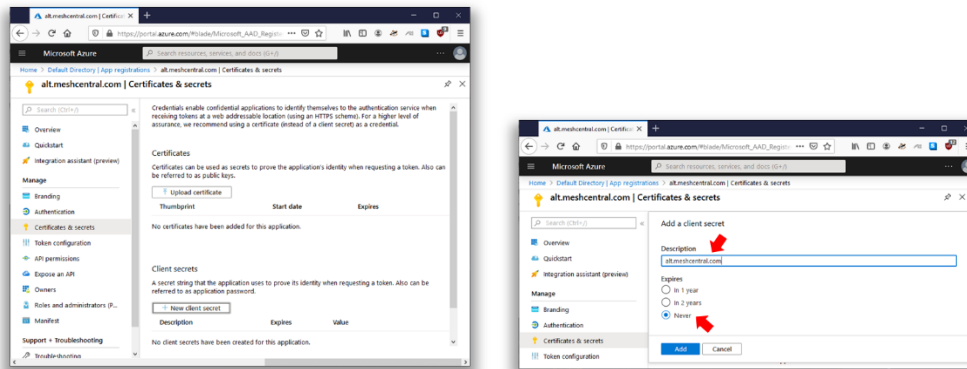 alt.meshcentral.com | Certificat
https://portal.azure.com/#blade/Microsoft_AAD_Registe
Microsoft Azure
Search resources, services, and docs (G+/)
Home > Default Directory | App registrations > alt.meshcentral.com | Certificates & secrets
alt.meshcentral.com | Certificates & secrets
Search (Ctrl+/)
Overview
Quickstart
Integration assistant (preview)
Manage
Branding
Authentication
Certificates & secrets
Token configuration
API permissions
Expose an API
Owners
Roles and administrators (P...
Manifest
Support + Troubleshooting
Troubleshooting
Credentials enable confidential applications to identify themselves to the authentication service when
receiving tokens at a web addressable location (using an HTTPS scheme). For a higher level of
assurance, we recommend using a certificate (instead of a client secret) as a credential.
Certificates
Certificates can be used as secrets to prove the application's identity when requesting a token. Also can
be referred to as public keys.
Upload certificate
Thumbprint Start date Expires
No certificates have been added for this application.
Client secrets
A secret string that the application uses to prove its identity when requesting a token. Also can be
referred to as application password.
New client secret
Description Expires Value
No client secrets have been created for this application.
alt.meshcentral.com | Certificat
https://portal.azure.com/#blade/Microsoft_AAD_Registe
Microsoft Azure
Search resources, services, and docs (G+/)
Home > Default Directory | App registrations > alt.meshcentral.com | Certificates & secrets
alt.meshcentral.com | Certificates & secrets
Search (Ctrl+/)
Overview
Quickstart
Integration assistant (preview)
Manage
Branding
Authentication
Certificates & secrets
Token configuration
Add a client secret
Description
alt.meshcentral.com
Expires
In 1 year
In 2 years
Never
Add Cancel